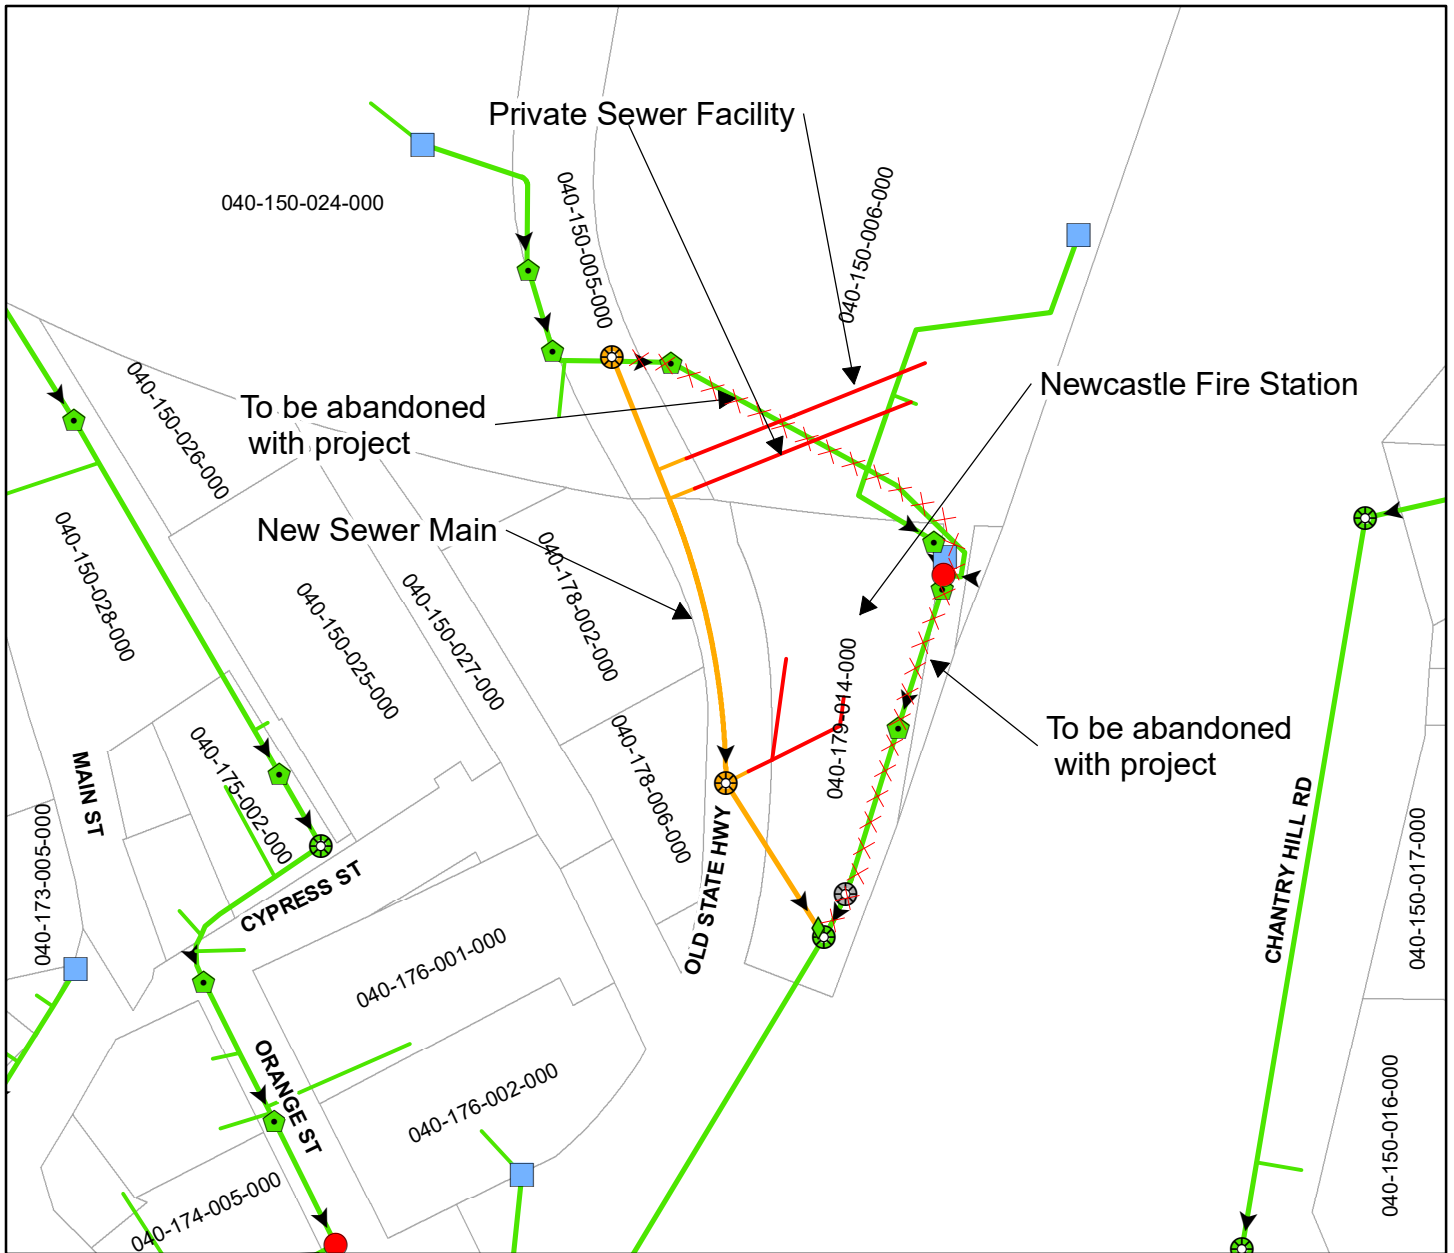 Private Sewer Facility
040-150-024-000
040-150-005-000
040-150-006-000
Newcastle Fire Station
040-150-026-000
To be abandoned
with project
New Sewer Main
040-150-028-000
040-150-025-000
040-150-027-000
040-178-002-000
040-179-014-000
To be abandoned
with project
040-178-006-000
040-175-002-000
MAIN ST
040-173-005-000
CYPRESS ST
OLD STATE HWY
CHANTRY HILL RD
040-150-017-000
040-176-001-000
ORANGE ST
040-176-002-000
040-150-016-000
040-174-005-000